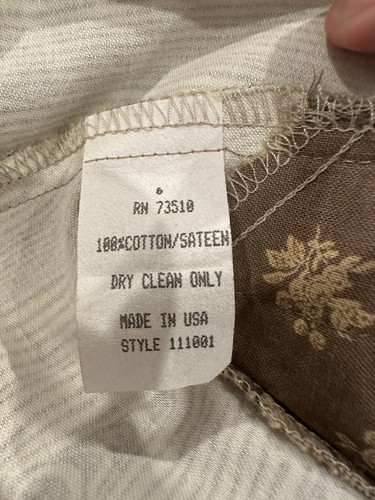 6
RN 73510
100%COTTON/SATEEN
DRY CLEAN ONLY
MADE IN USA
STYLE 111001